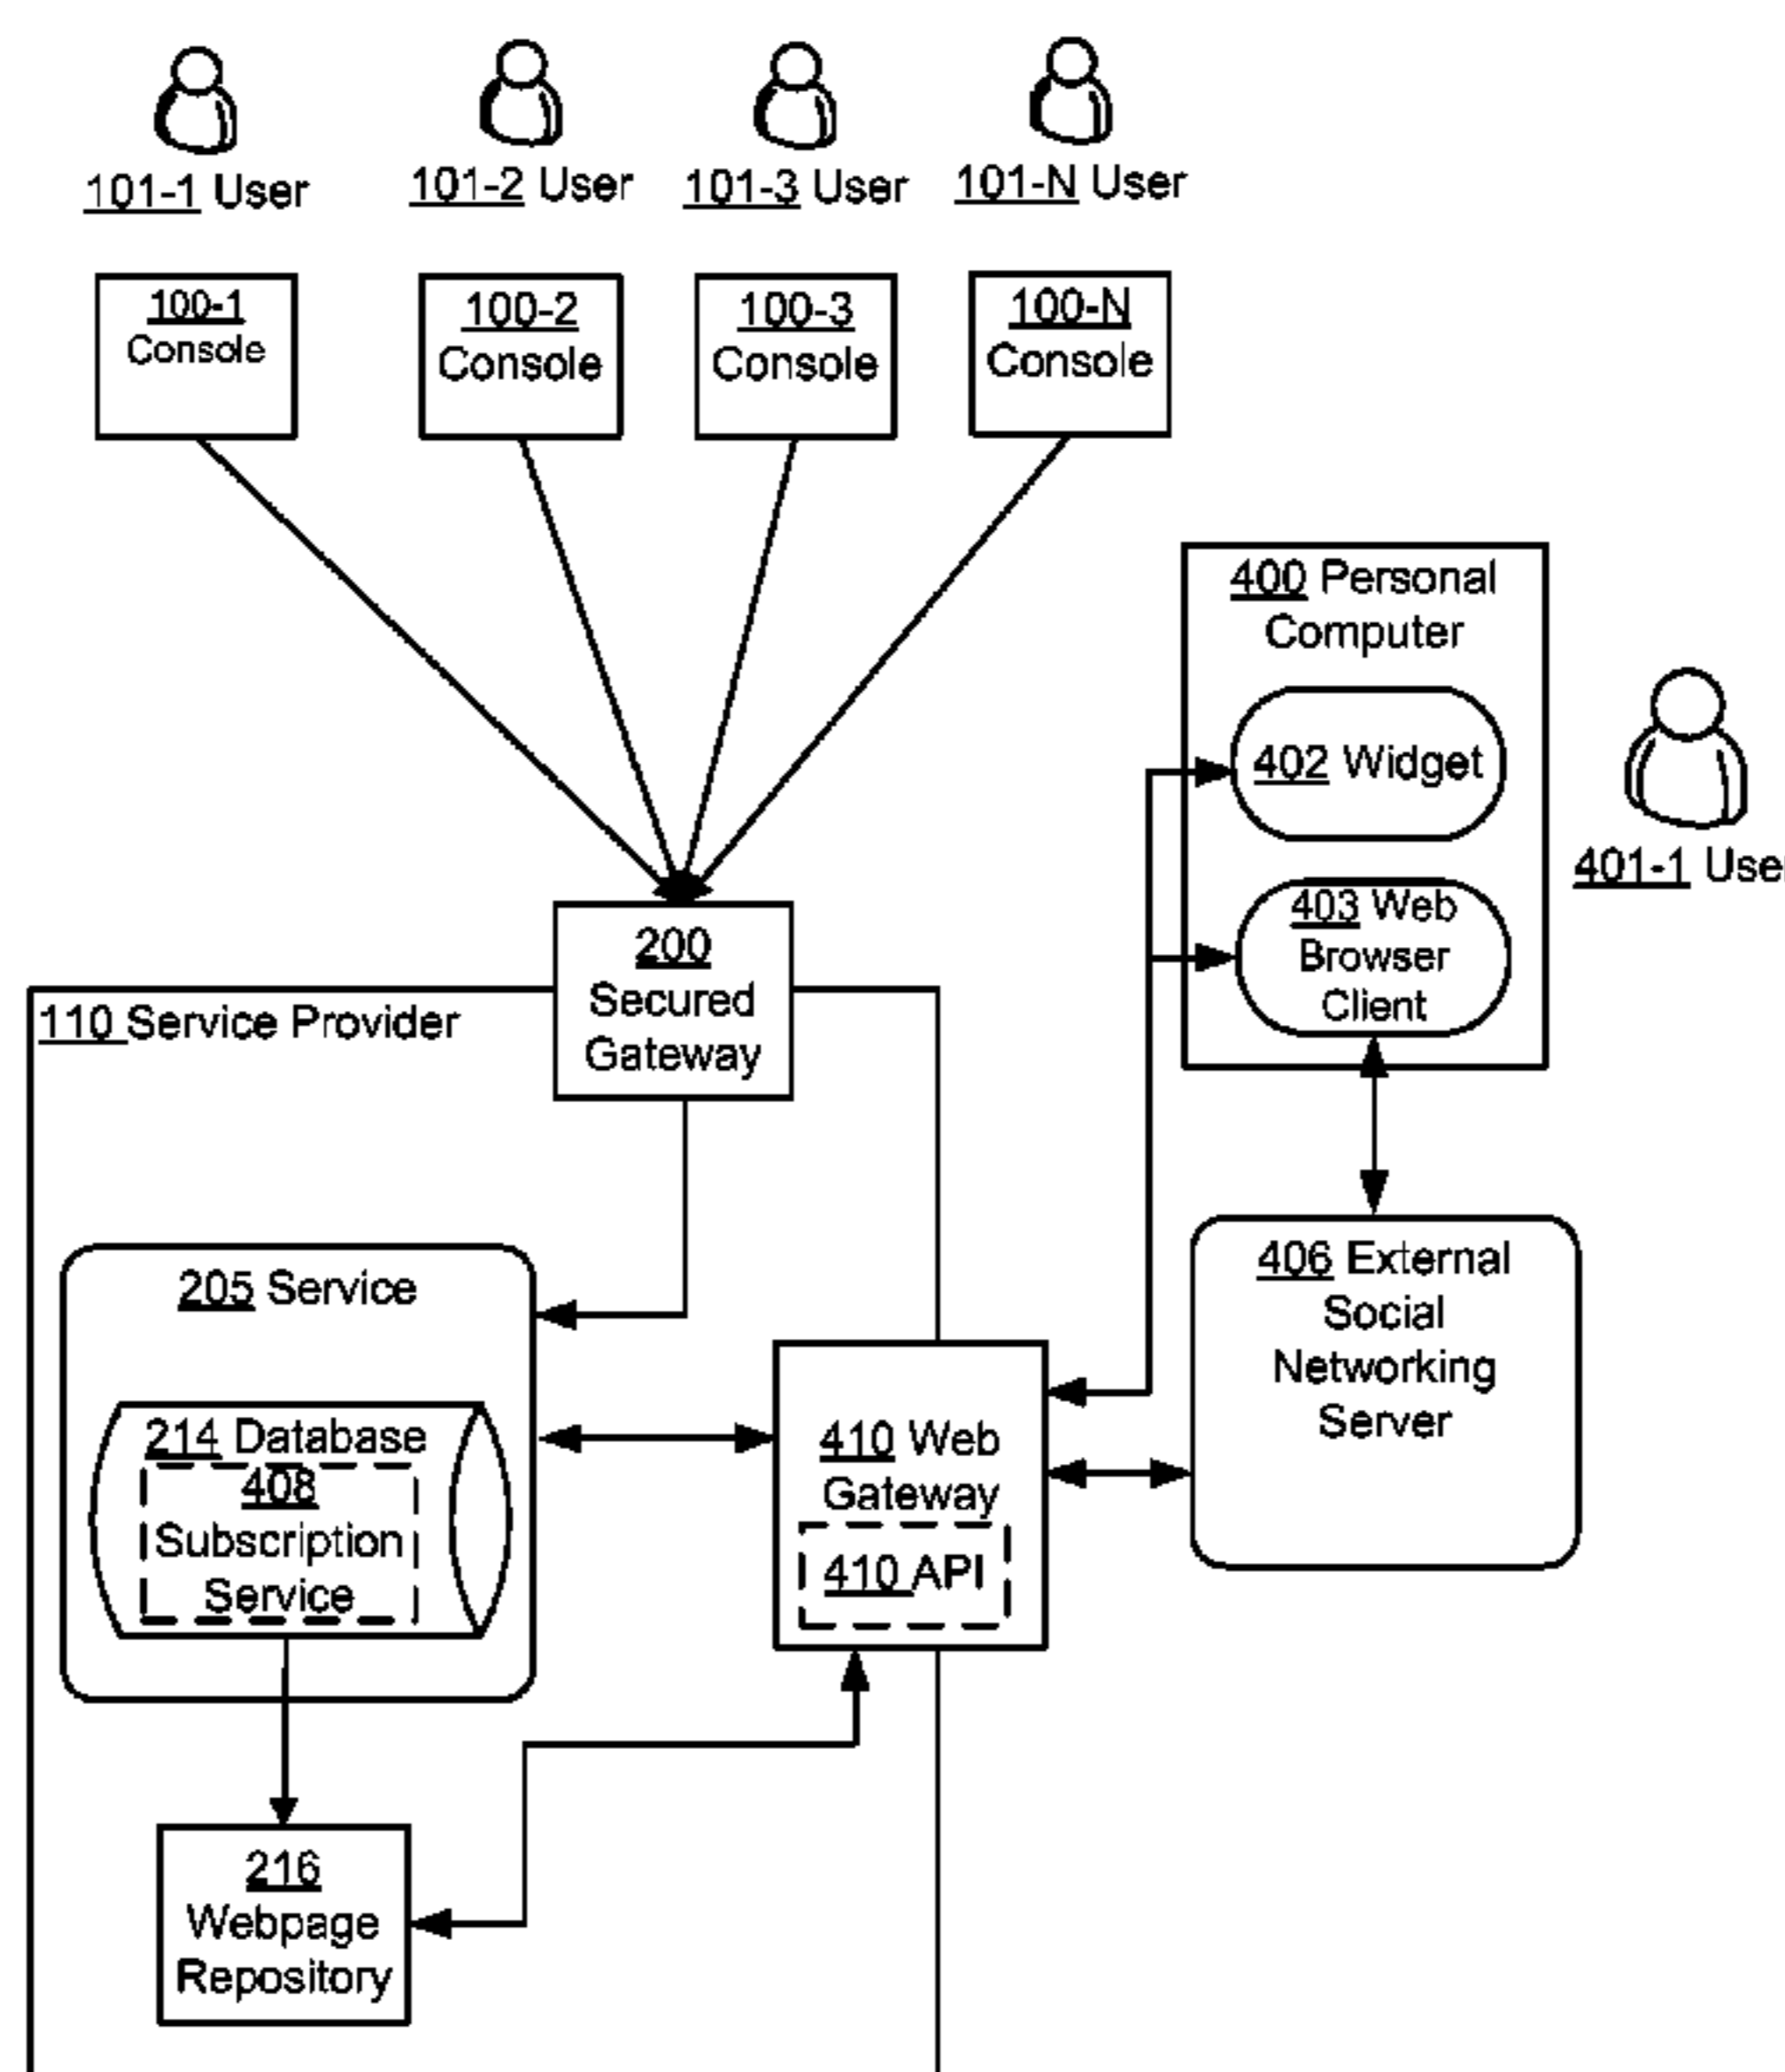 101-1 User
101-2 User
101-3 User
101-N User
100-1
Console
100-2
Console
100-3
Console
100-N
Console
400 Personal
Computer
402 Widget
401-1 User
403 Web
Browser
Client
200
Secured
Gateway
110 Service Provider
406 External
Social
Networking
Server
205 Service
214 Database
408
Subscription
Service
410 Web
Gateway
410 API
216
Webpage
Repository